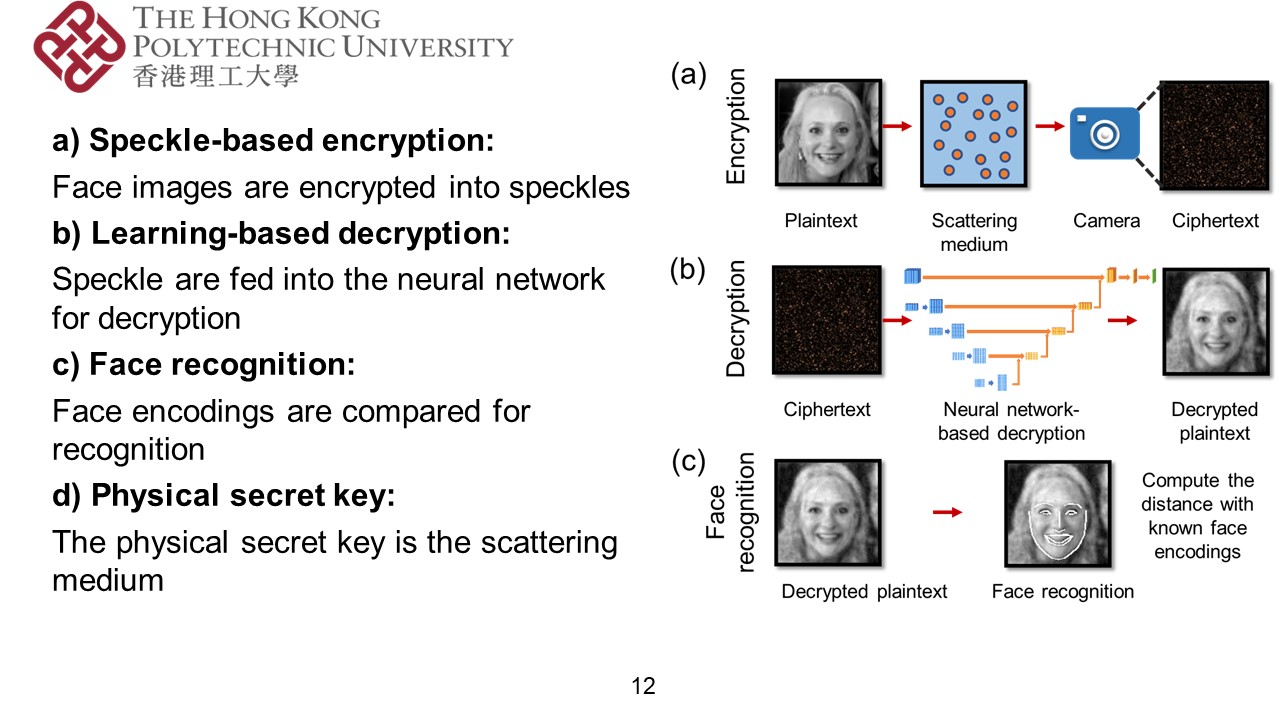 THE HONG KONG
POLYTECHNIC UNIVERSITY
香港理工大學
a) Speckle-based encryption:
Face images are encrypted into speckles
b) Learning-based decryption:
Speckle are fed into the neural network
for decryption
c) Face recognition:
Face encodings are compared for
recognition
d) Physical secret key:
The physical secret key is the scattering
medium
(a)
Encryption
Plaintext
Scattering
medium
Camera
Ciphertext
(b)
Decryption
Ciphertext
Neural network-
based decryption
Decrypted
plaintext
(c)
Face
recognition
Decrypted plaintext
Face recognition
Compute the
distance with
known face
encodings
12